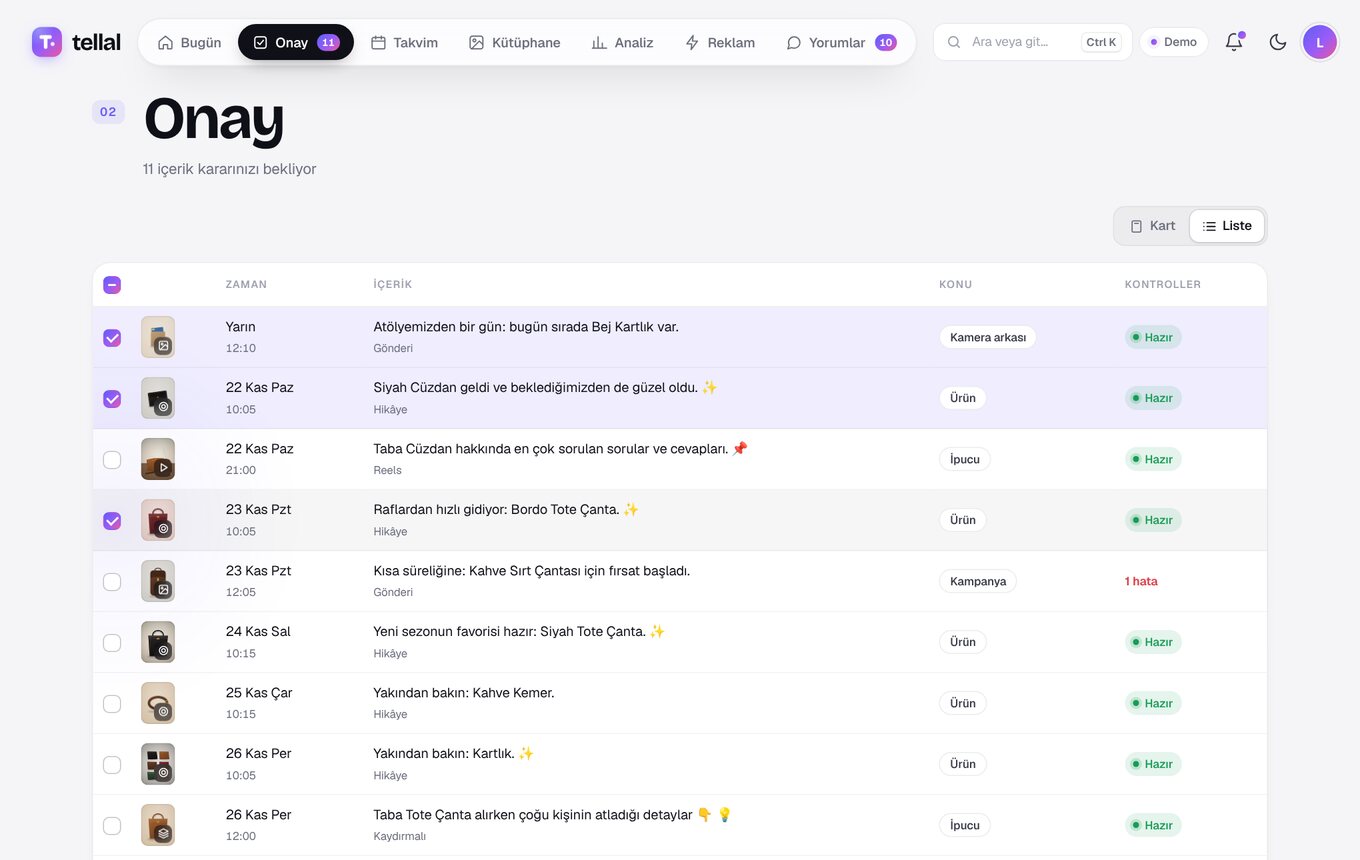 tellal
Bugün
Onay 11
Takvim
Kütüphane
Analiz
Reklam
Yorumlar 10
Ara veya git...
Ctrl K
Demo
L
02
Onay
11 içerik kararınızı bekliyor
Kart
Liste
ZAMAN İÇERİK KONU KONTROLLER
Yarın Atölyemizden bir gün: bugün sırada Bej Kartlık var. Kamera arkası Hazır
12:10 Gönderi
22 Kas Paz Siyah Cüzdan geldi ve beklediğimizden de güzel oldu. ✨ Ürün Hazır
10:05 Hikâye
22 Kas Paz Taba Cüzdan hakkında en çok sorulan sorular ve cevapları. 📌 İpucu Hazır
21:00 Reels
23 Kas Pzt Raflardan hızlı gidiyor: Bordo Tote Çanta. ✨ Ürün Hazır
10:05 Hikâye
23 Kas Pzt Kısa süreliğine: Kahve Sırt Çantası için fırsat başladı. Kampanya 1 hata
12:05 Gönderi
24 Kas Sal Yeni sezonun favorisi hazır: Siyah Tote Çanta. ✨ Ürün Hazır
10:15 Hikâye
25 Kas Çar Yakından bakın: Kahve Kemer. Ürün Hazır
10:15 Hikâye
26 Kas Per Yakından bakın: Kartlık. ✨ Ürün Hazır
10:05 Hikâye
26 Kas Per Taba Tote Çanta alırken çoğu kişinin atladığı detaylar 👇 💡 İpucu Hazır
12:00 Kaydırmalı